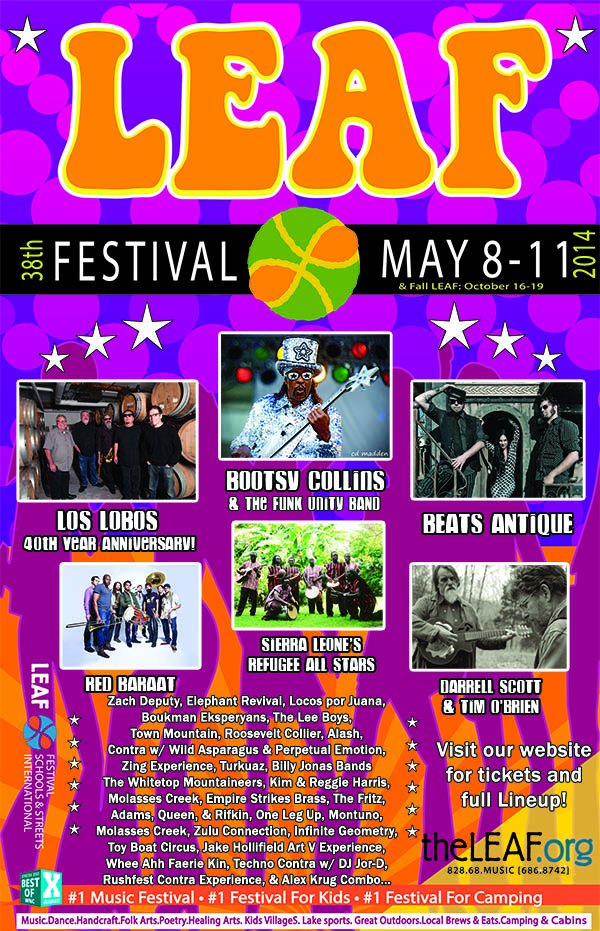 LEAF
38th FESTIVAL MAY 8-11 2014
& Fall LEAF: October 16-19
cd madden
BOOTSY COLLINS
& THE FUNK UNITY BAND
LOS LOBOS
40TH YEAR ANNIVERSARY!
BEATS ANTIQUE
SIERRA LEONE'S
REFUGEE ALL STARS
RED BARAAT
DARRELL SCOTT
& TIM O'BRIEN
LEAF
FESTIVAL
SCHOOLS & STREETS
INTERNATIONAL
Zach Deputy, Elephant Revival, Locos por Juana,
Boukman Eksperyans, The Lee Boys,
Town Mountain, Roosevelt Collier, Alash,
Contra w/ Wild Asparagus & Perpetual Emotion,
Zing Experience, Turkuaz, Billy Jonas Bands
The Whitetop Mountaineers, Kim & Reggie Harris,
Molasses Creek, Empire Strikes Brass, The Fritz,
Adams, Queen, & Rifkin, One Leg Up, Montuno,
Molasses Creek, Zulu Connection, Infinite Geometry,
Toy Boat Circus, Jake Hollifield Art V Experience,
Whee Ahh Faerie Kin, Techno Contra w/ DJ Jor-D,
Rushfest Contra Experience, & Alex Krug Combo...
Visit our website
for tickets and
full Lineup!
theLEAF.org
828.68.MUSIC [686.8742]
BEST OF
WNC
X
#1 Music Festival • #1 Festival For Kids • #1 Festival For Camping
Music.Dance.Handcraft.Folk Arts.Poetry.Healing Arts. Kids VillageS. Lake sports. Great Outdoors.Local Brews & Eats.Camping & Cabins